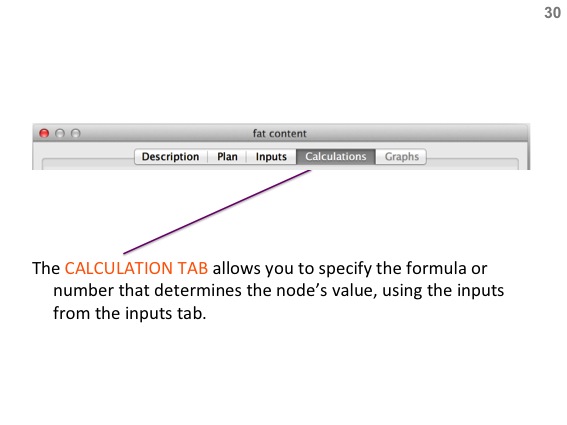 30
fat content
Description Plan Inputs Calculations Graphs
The CALCULATION TAB allows you to specify the formula or
number that determines the node’s value, using the inputs
from the inputs tab.